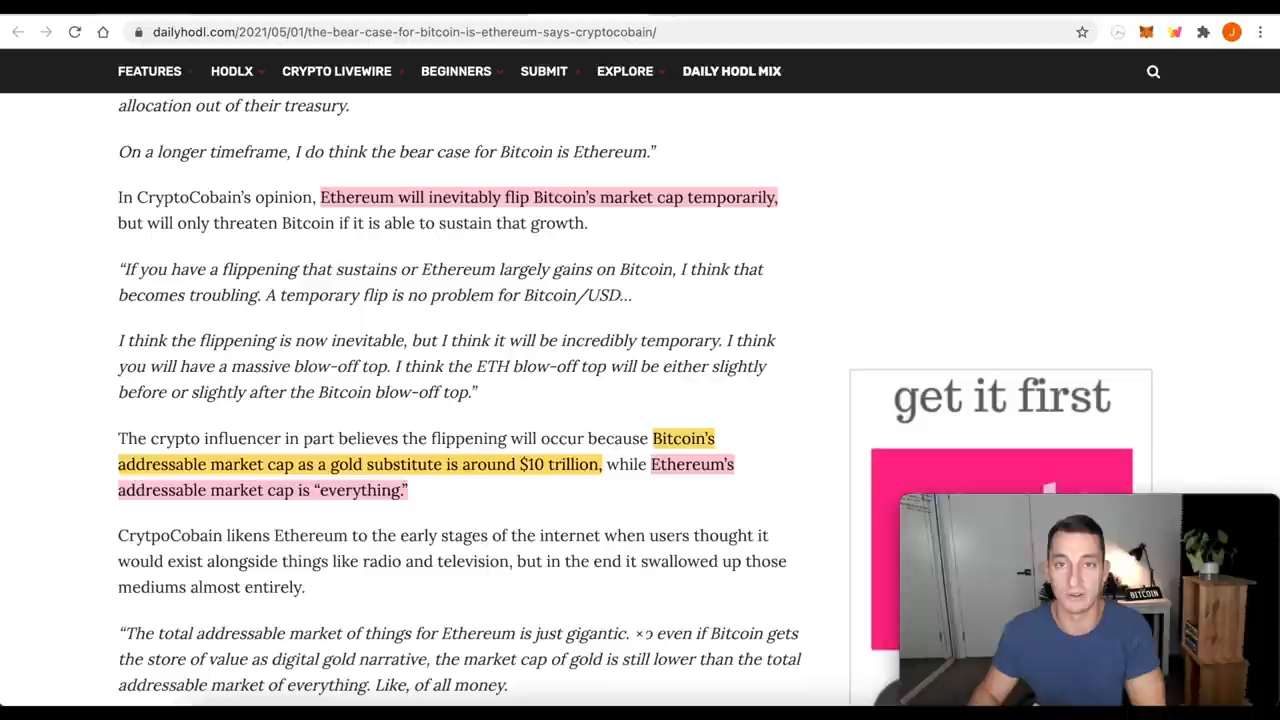 dailyhodl.com/2021/05/01/the-bear-case-for-bitcoin-is-ethereum-says-cryptocobain/
J
FEATURES HODLX CRYPTO LIVEWIRE BEGINNERS SUBMIT EXPLORE DAILY HODL MIX
allocation out of their treasury.
On a longer timeframe, I do think the bear case for Bitcoin is Ethereum.”
In CryptoCobain’s opinion, Ethereum will inevitably flip Bitcoin’s market cap temporarily,
but will only threaten Bitcoin if it is able to sustain that growth.
“If you have a flippening that sustains or Ethereum largely gains on Bitcoin, I think that
becomes troubling. A temporary flip is no problem for Bitcoin/USD…
I think the flippening is now inevitable, but I think it will be incredibly temporary. I think
you will have a massive blow-off top. I think the ETH blow-off top will be either slightly
before or slightly after the Bitcoin blow-off top.”
The crypto influencer in part believes the flippening will occur because Bitcoin’s
addressable market cap as a gold substitute is around $10 trillion, while Ethereum’s
addressable market cap is “everything.”
CrytpoCobain likens Ethereum to the early stages of the internet when users thought it
would exist alongside things like radio and television, but in the end it swallowed up those
mediums almost entirely.
“The total addressable market of things for Ethereum is just gigantic. even if Bitcoin gets
the store of value as digital gold narrative, the market cap of gold is still lower than the total
addressable market of everything. Like, of all money.
get it first
BITCOIN